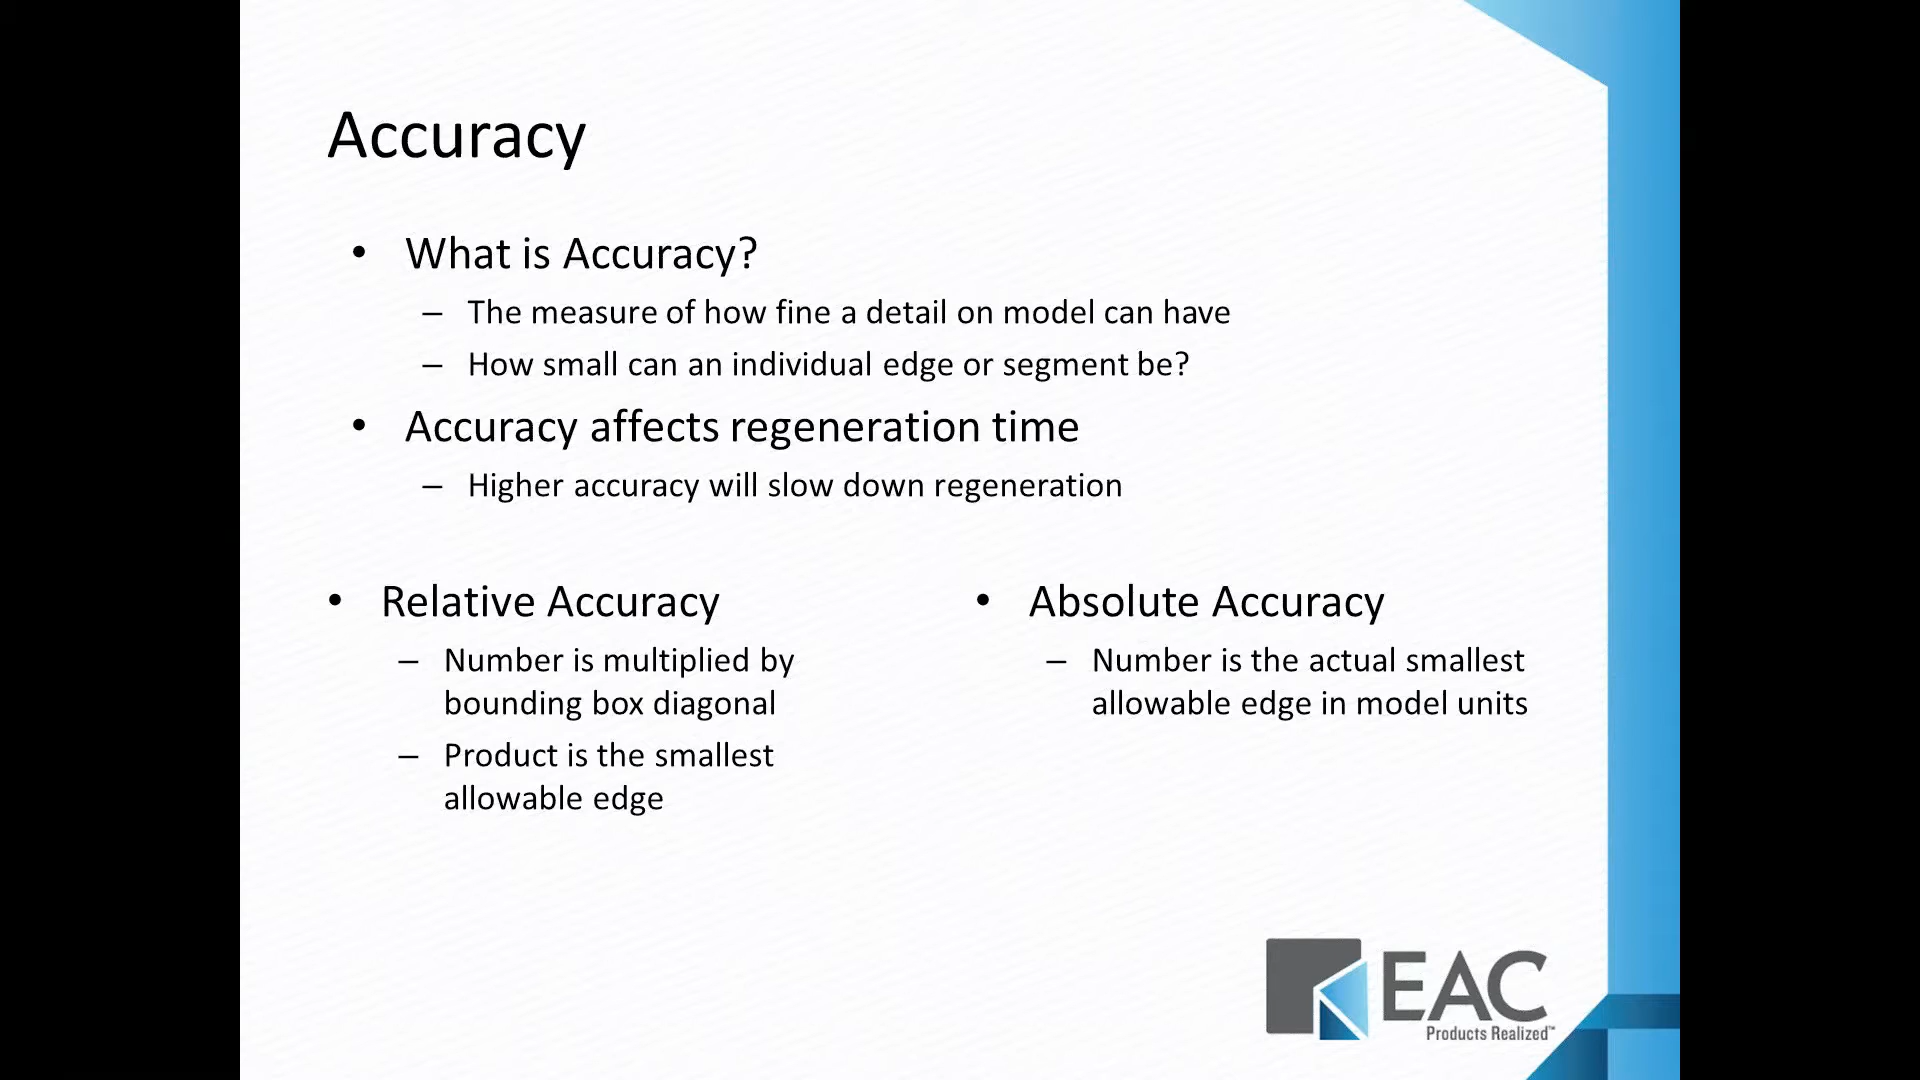 Accuracy
• What is Accuracy?
– The measure of how fine a detail on model can have
– How small can an individual edge or segment be?
• Accuracy affects regeneration time
– Higher accuracy will slow down regeneration
• Relative Accuracy
– Number is multiplied by
bounding box diagonal
– Product is the smallest
allowable edge
• Absolute Accuracy
– Number is the actual smallest
allowable edge in model units
EAC
Products Realized™